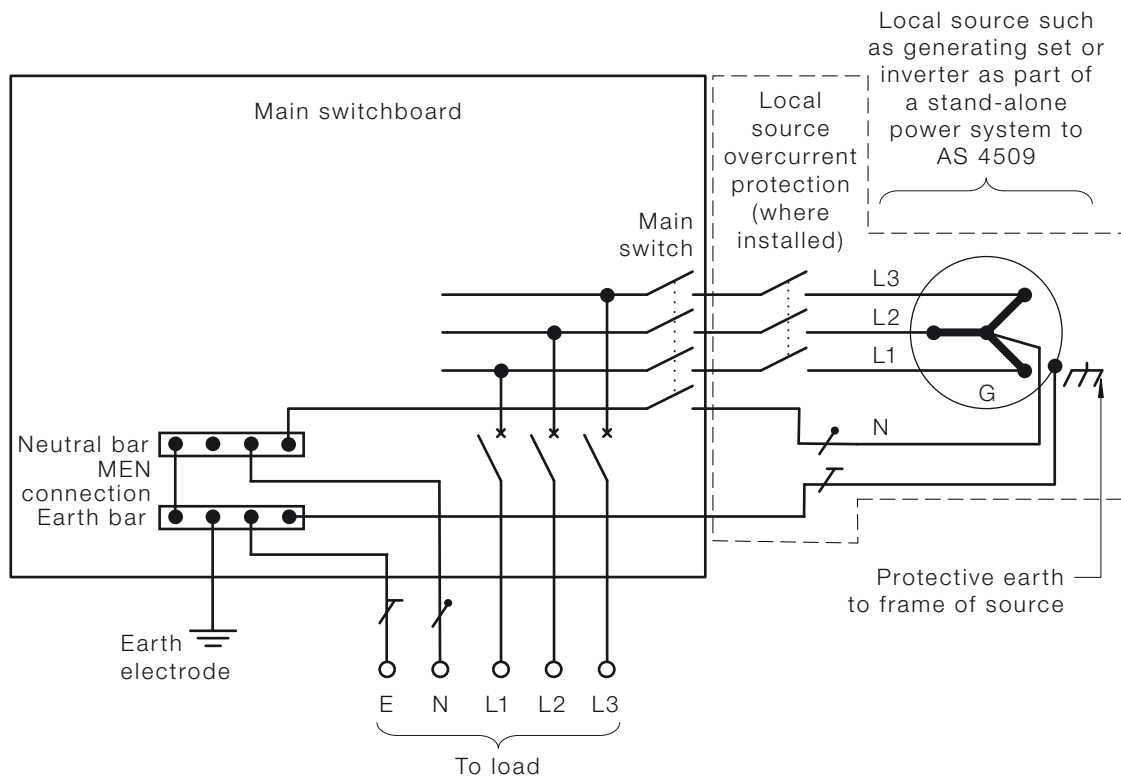 Local source such
as generating set or
inverter as part of
a stand-alone
power system to
AS 4509
Main switchboard
Local
source
overcurrent
protection
(where
installed)
Main
switch
L3
L2
L1
G
N
Neutral bar
MEN
connection
Earth bar
Protective earth
to frame of source
Earth
electrode
E N L1 L2 L3
To load